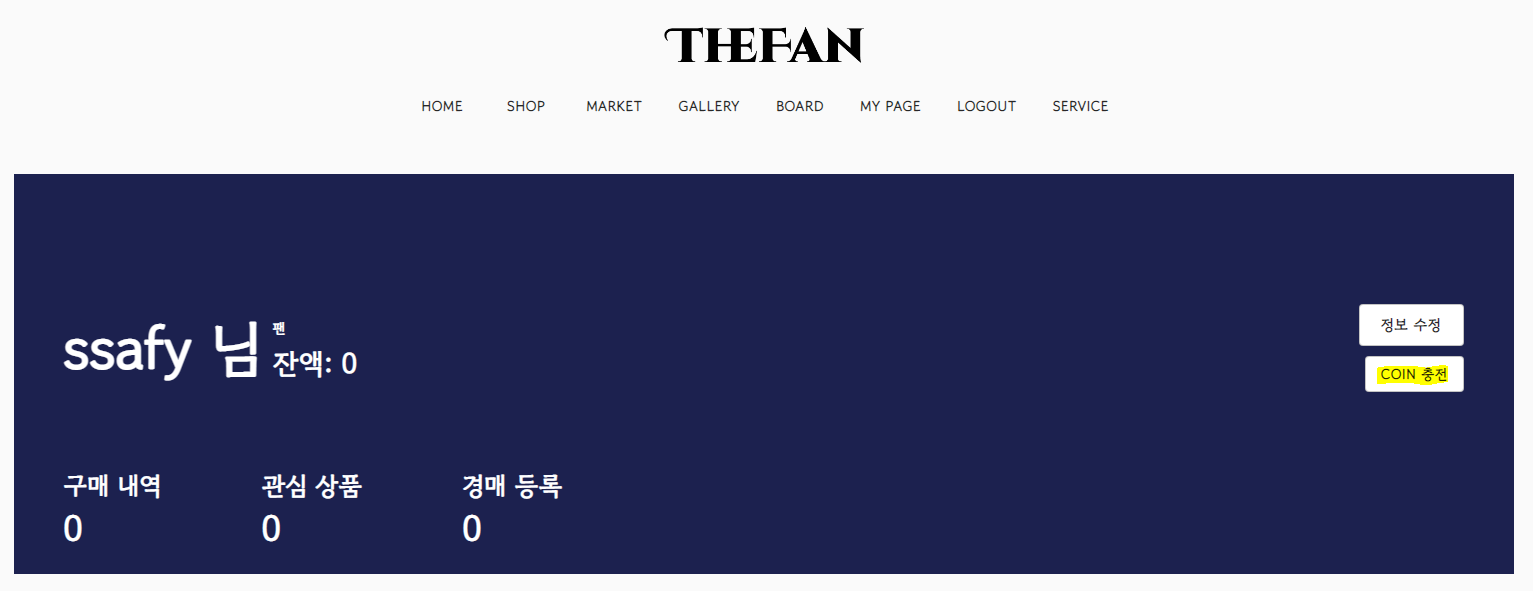 THEFAN
HOME SHOP MARKET GALLERY BOARD MY PAGE LOGOUT SERVICE
ssafy 님 팬
잔액: 0
정보 수정
COIN 충전
구매 내역 관심 상품 경매 등록
0 0 0